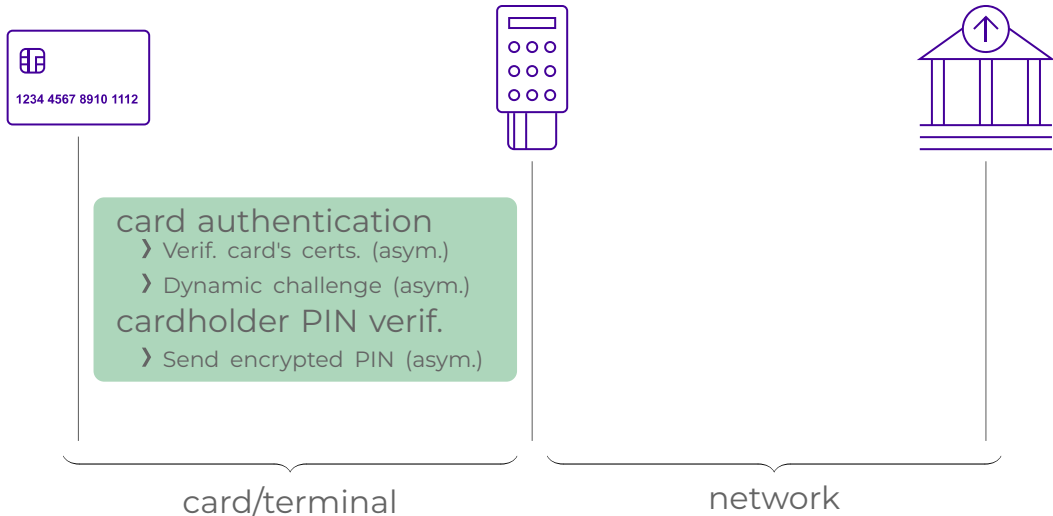 1234 4567 8910 1112
card authentication
❯ Verif. card's certs. (asym.)
❯ Dynamic challenge (asym.)
cardholder PIN verif.
❯ Send encrypted PIN (asym.)
card/terminal
network